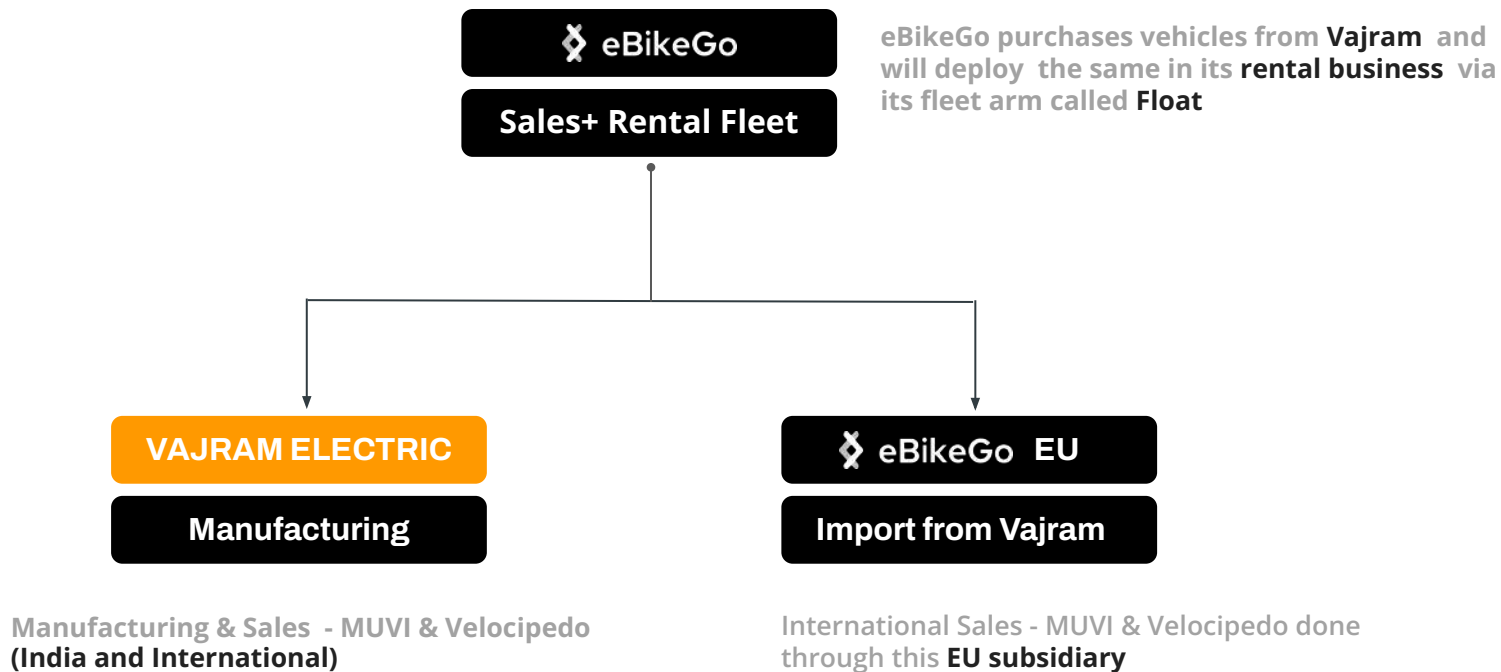 eBikeGo
Sales+ Rental Fleet
eBikeGo purchases vehicles from Vajram and
will deploy the same in its rental business via
its fleet arm called Float
VAJRAM ELECTRIC
Manufacturing
Manufacturing & Sales - MUVI & Velocipedo
(India and International)
eBikeGo EU
Import from Vajram
International Sales - MUVI & Velocipedo done
through this EU subsidiary